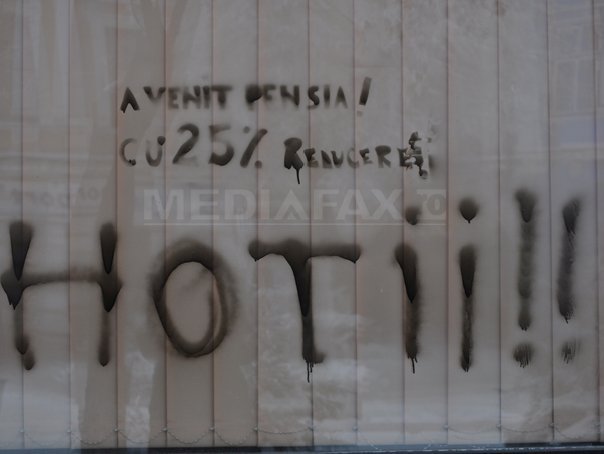 A VENIT PENSIA!
CU 25% REDUCERE!
MEDIAFAX.RO
HOȚii!!